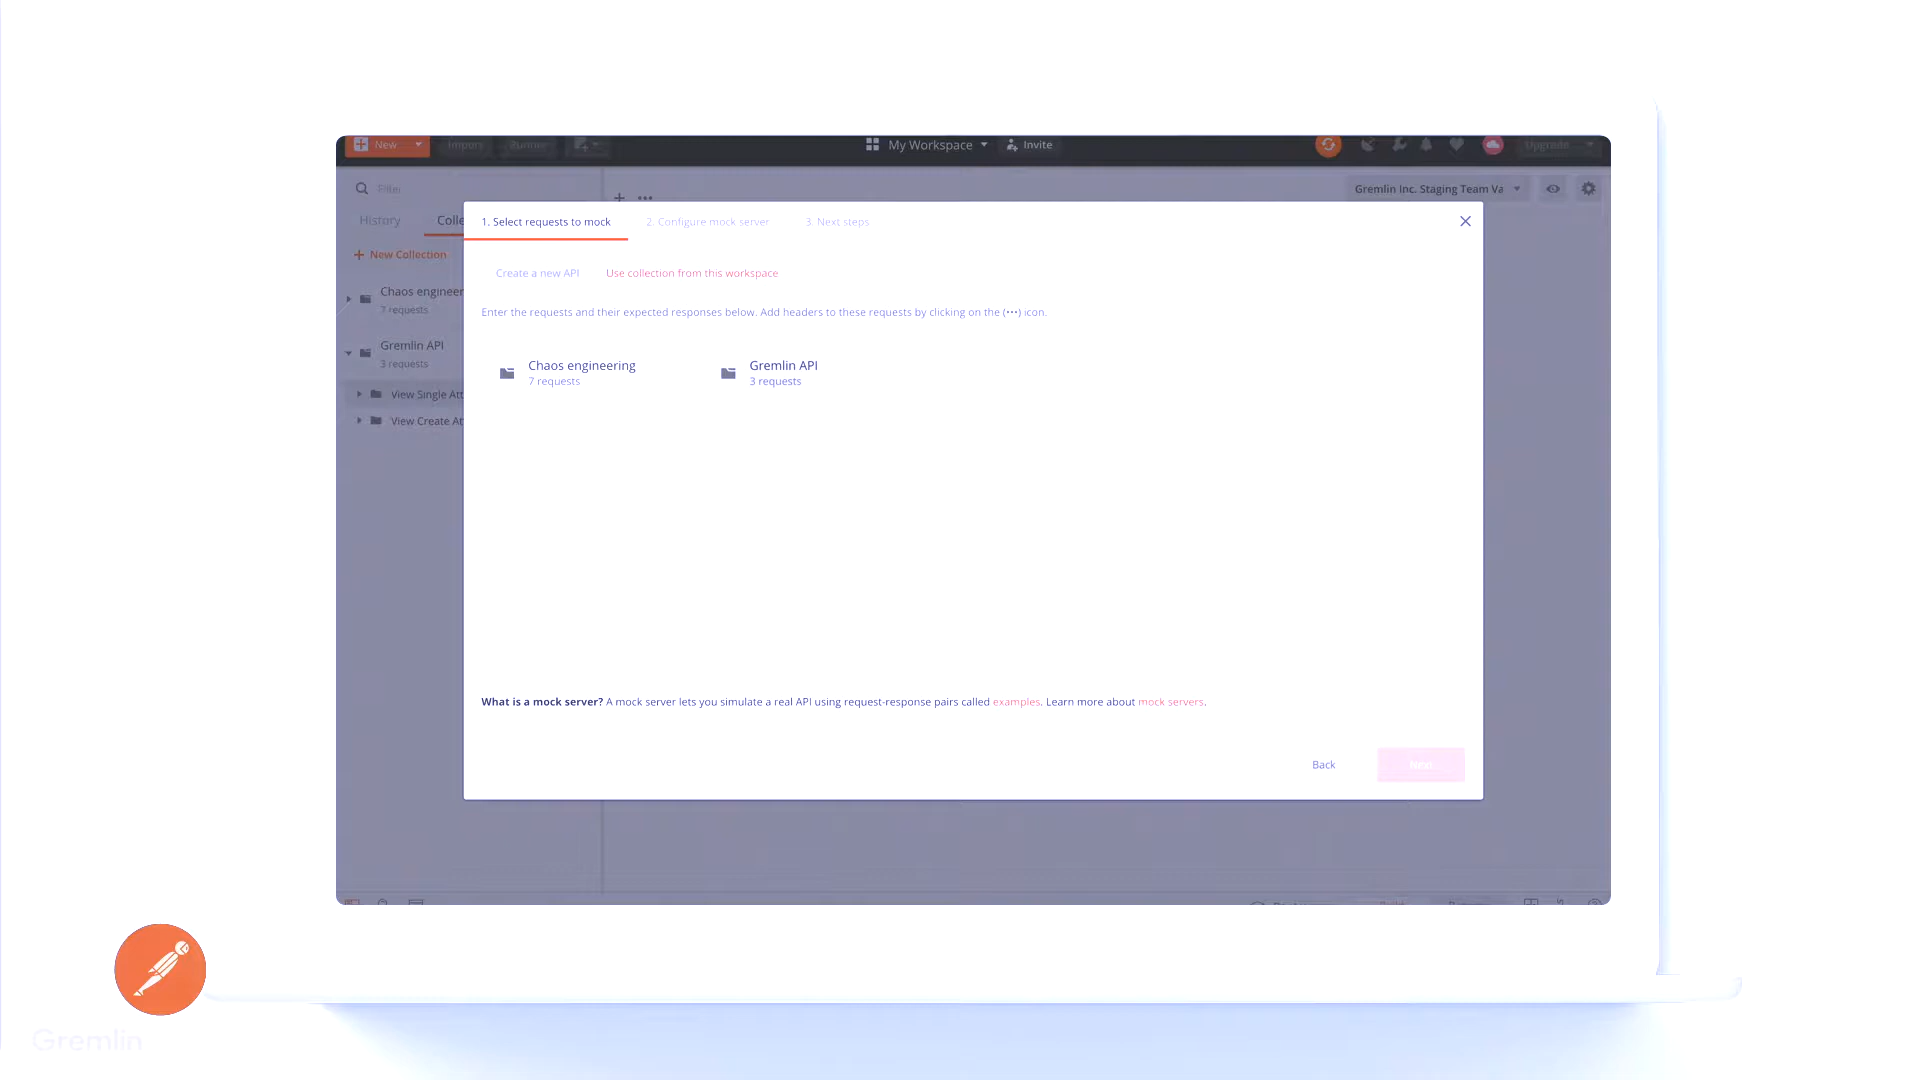 New Import Runner My Workspace Invite Upgrade
Filter
Gremlin Inc. Staging Team Va
History Colle
1. Select requests to mock 2. Configure mock server 3. Next steps
New Collection
Create a new API Use collection from this workspace
Chaos engineer
7 requests
Enter the requests and their expected responses below. Add headers to these requests by clicking on the (•••) icon.
Gremlin API
3 requests
Chaos engineering
7 requests
Gremlin API
3 requests
View Single Att
View Create At
What is a mock server? A mock server lets you simulate a real API using request-response pairs called examples. Learn more about mock servers.
Back Next
Gremlin